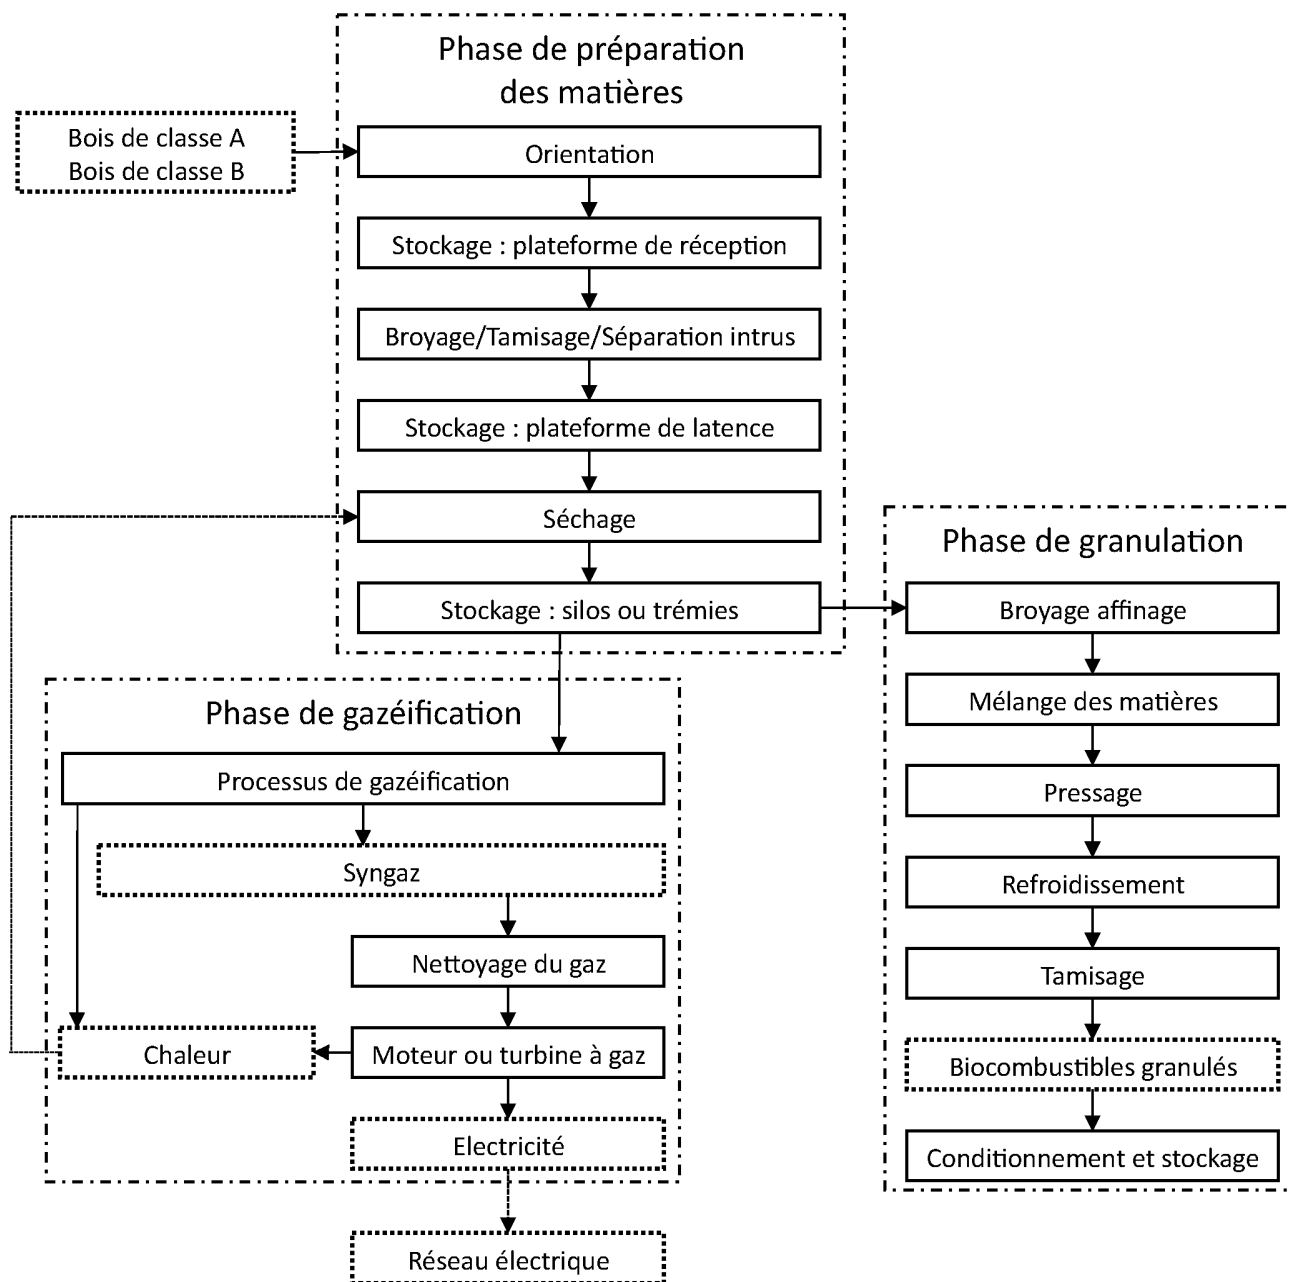 Phase de préparation
des matières
Bois de classe A
Bois de classe B
Orientation
Stockage : plateforme de réception
Broyage/Tamisage/Séparation intrus
Stockage : plateforme de latence
Séchage
Stockage : silos ou trémies
Phase de granulation
Broyage affinage
Mélange des matières
Pressage
Refroidissement
Tamisage
Biocombustibles granulés
Conditionnement et stockage
Phase de gazéification
Processus de gazéification
Syngaz
Nettoyage du gaz
Chaleur
Moteur ou turbine à gaz
Electricité
Réseau électrique